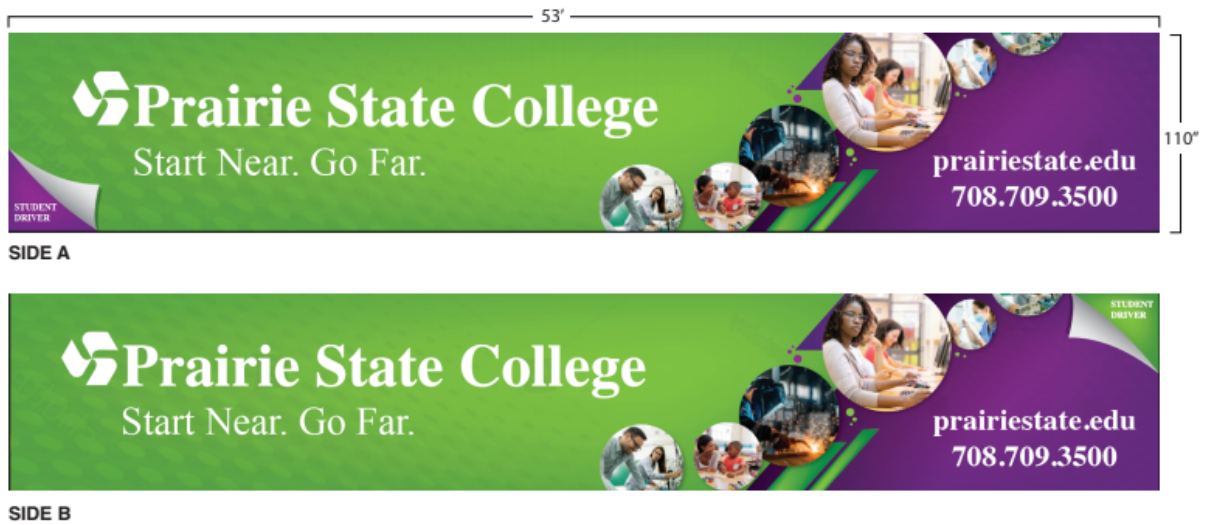 53'
Prairie State College
Start Near. Go Far.
prairiestate.edu
708.709.3500
110"
STUDENT
DRIVER
SIDE A
STUDENT
DRIVER
Prairie State College
Start Near. Go Far.
prairiestate.edu
708.709.3500
SIDE B